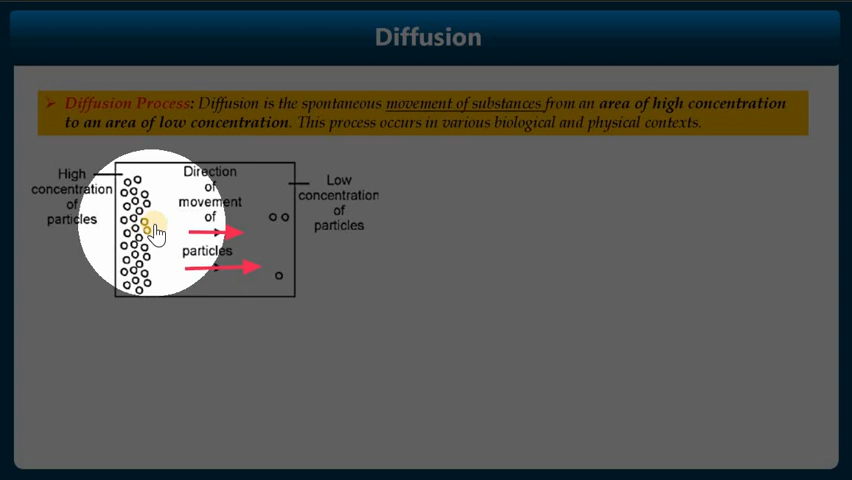 Diffusion
➢ Diffusion Process: Diffusion is the spontaneous movement of substances from an area of high concentration
to an area of low concentration. This process occurs in various biological and physical contexts.
High
concentration
of
particles
Direction
of
movement
of
particles
Low
concentration
of
particles